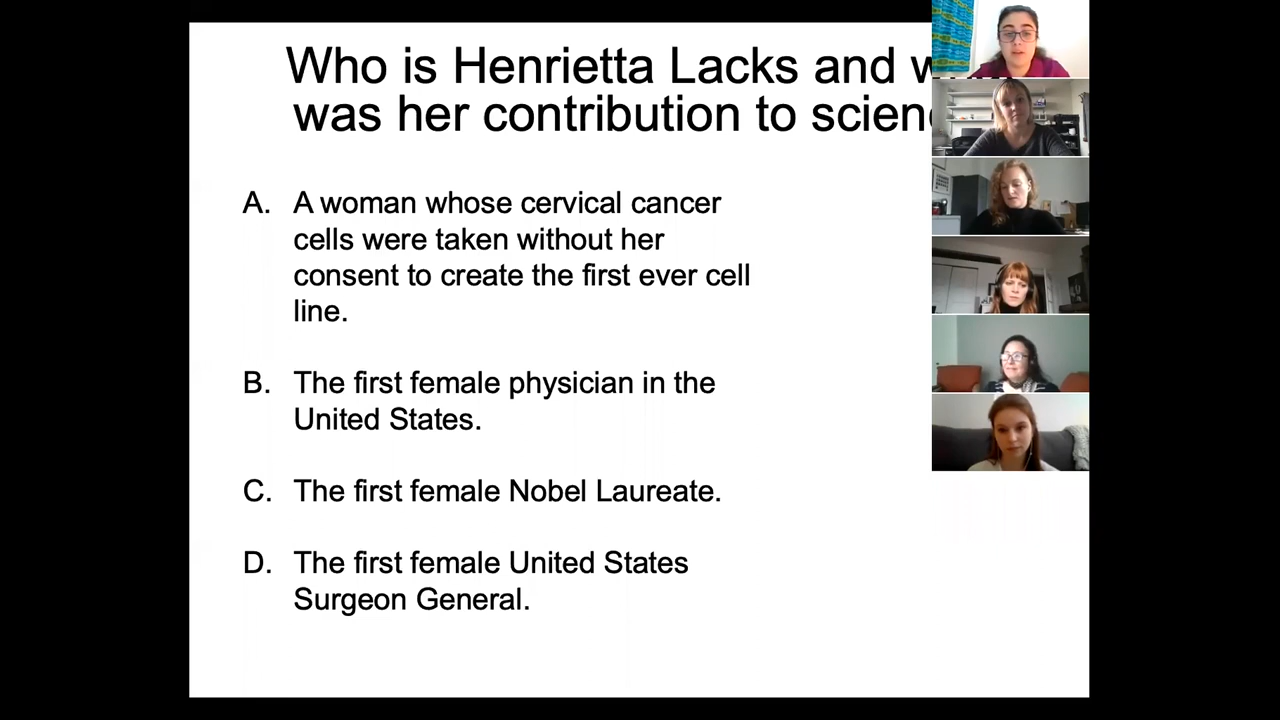 Who is Henrietta Lacks and
was her contribution to
A. A woman whose cervical cancer
cells were taken without her
consent to create the first ever cell
line.
B. The first female physician in the
United States.
C. The first female Nobel Laureate.
D. The first female United States
Surgeon General.